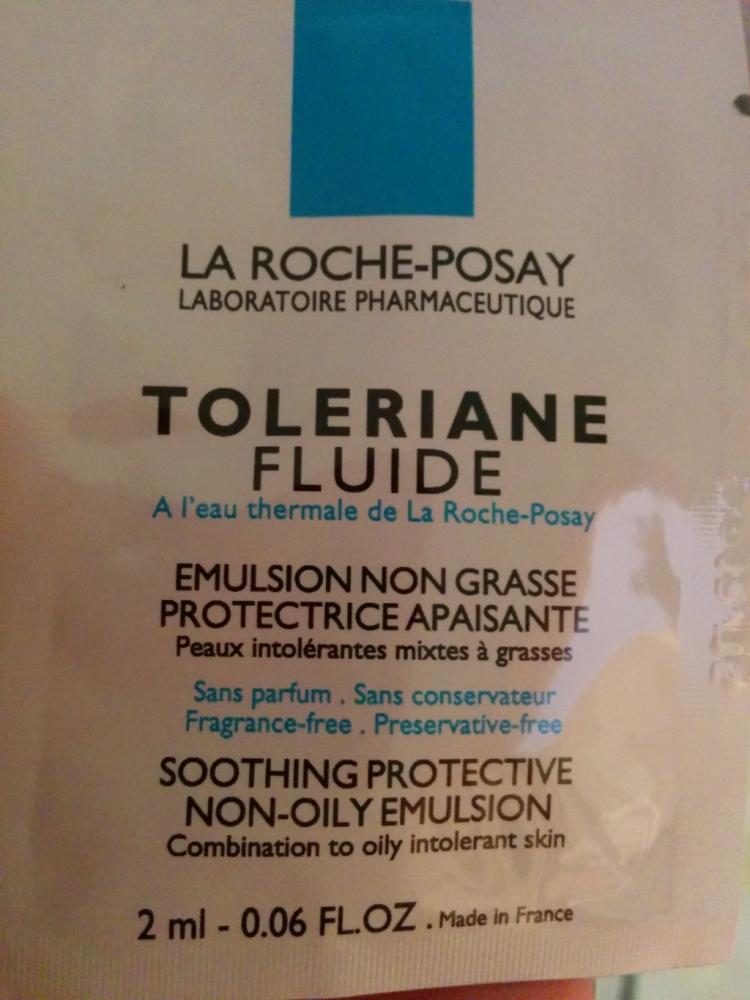 LA ROCHE-POSAY
LABORATOIRE PHARMACEUTIQUE
TOLERIANE
FLUIDE
A l'eau thermale de La Roche-Posay
EMULSION NON GRASSE
PROTECTRICE APAISANTE
Peaux intolérantes mixtes à grasses
Sans parfum . Sans conservateur
Fragrance-free . Preservative-free
SOOTHING PROTECTIVE
NON-OILY EMULSION
Combination to oily intolerant skin
2 ml - 0.06 FL.OZ . Made in France